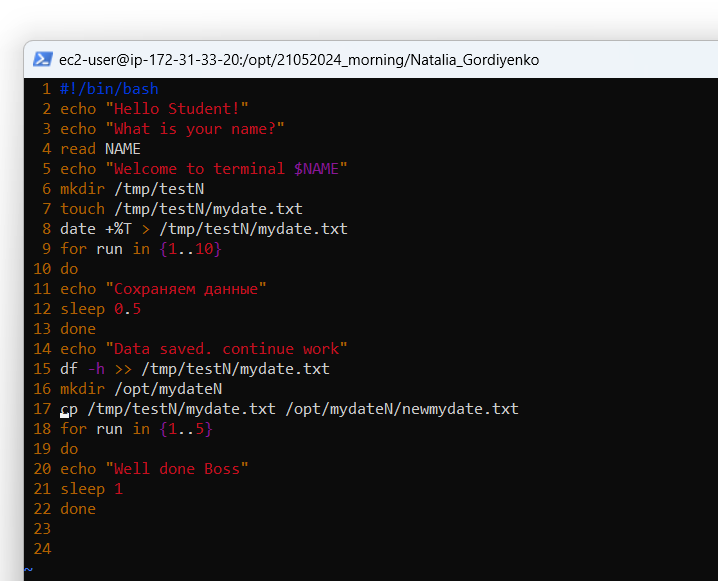 ec2-user@ip-172-31-33-20:/opt/21052024_morning/Natalia_Gordiyenko
1 #!/bin/bash
2 echo "Hello Student!"
3 echo "What is your name?"
4 read NAME
5 echo "Welcome to terminal $NAME"
6 mkdir /tmp/testN
7 touch /tmp/testN/mydate.txt
8 date +%T > /tmp/testN/mydate.txt
9 for run in {1..10}
10 do
11 echo "Сохраняем данные"
12 sleep 0.5
13 done
14 echo "Data saved. continue work"
15 df -h >> /tmp/testN/mydate.txt
16 mkdir /opt/mydateN
17 cp /tmp/testN/mydate.txt /opt/mydateN/newmydate.txt
18 for run in {1..5}
19 do
20 echo "Well done Boss"
21 sleep 1
22 done
23
24
~